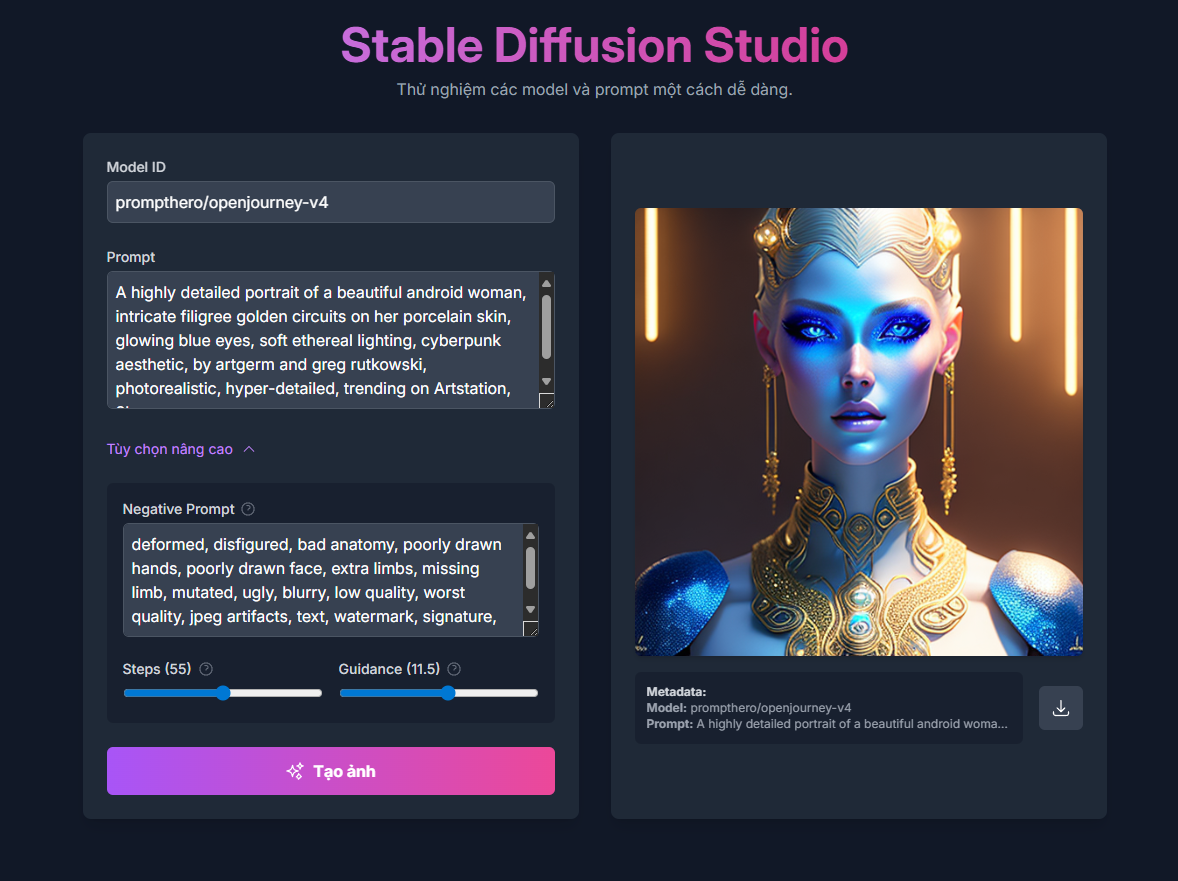 Stable Diffusion Studio
Thử nghiệm các model và prompt một cách dễ dàng.
Model ID
prompthero/openjourney-v4
Prompt
A highly detailed portrait of a beautiful android woman,
intricate filigree golden circuits on her porcelain skin,
glowing blue eyes, soft ethereal lighting, cyberpunk
aesthetic, by artgerm and greg rutkowski,
photorealistic, hyper-detailed, trending on Artstation,
Tùy chọn nâng cao
Negative Prompt
deformed, disfigured, bad anatomy, poorly drawn
hands, poorly drawn face, extra limbs, missing
limb, mutated, ugly, blurry, low quality, worst
quality, jpeg artifacts, text, watermark, signature,
Steps (55)
Guidance (11.5)
Tạo ảnh
Metadata:
Model: prompthero/openjourney-v4
Prompt: A highly detailed portrait of a beautiful android woma...